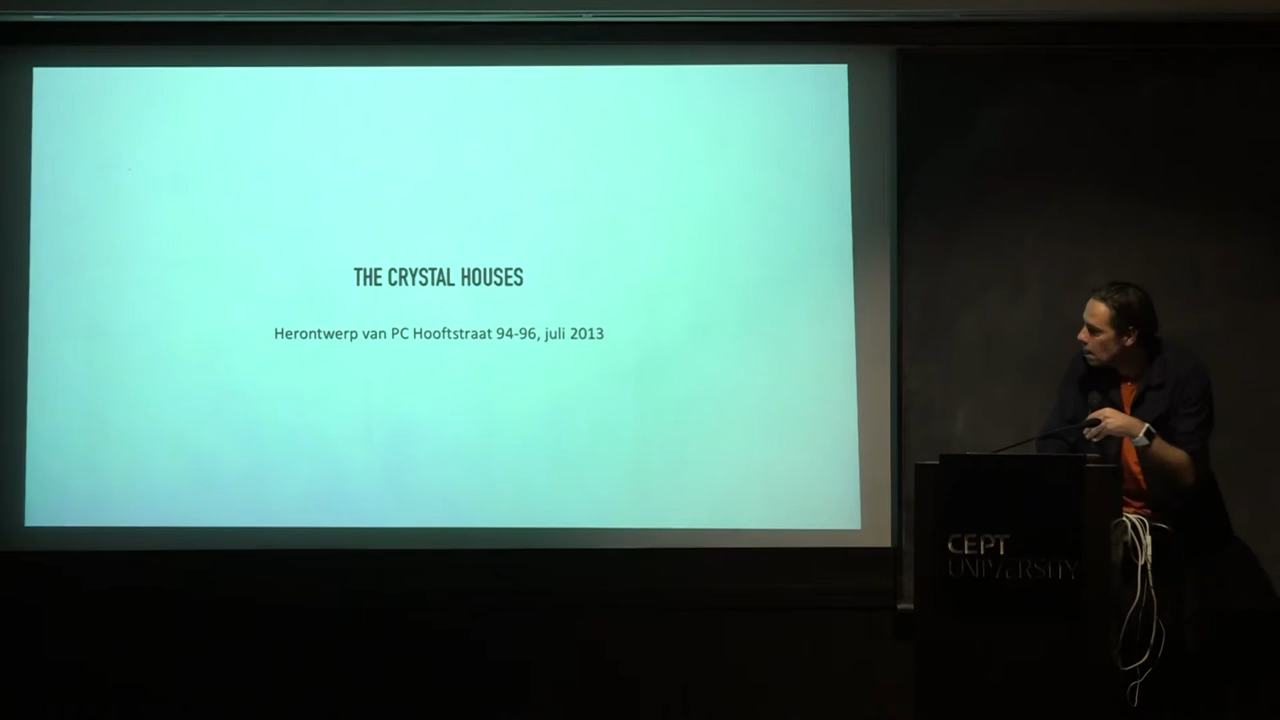 THE CRYSTAL HOUSES
Herontwerp van PC Hooftstraat 94-96, juli 2013
CEPT
UNIVERSITY